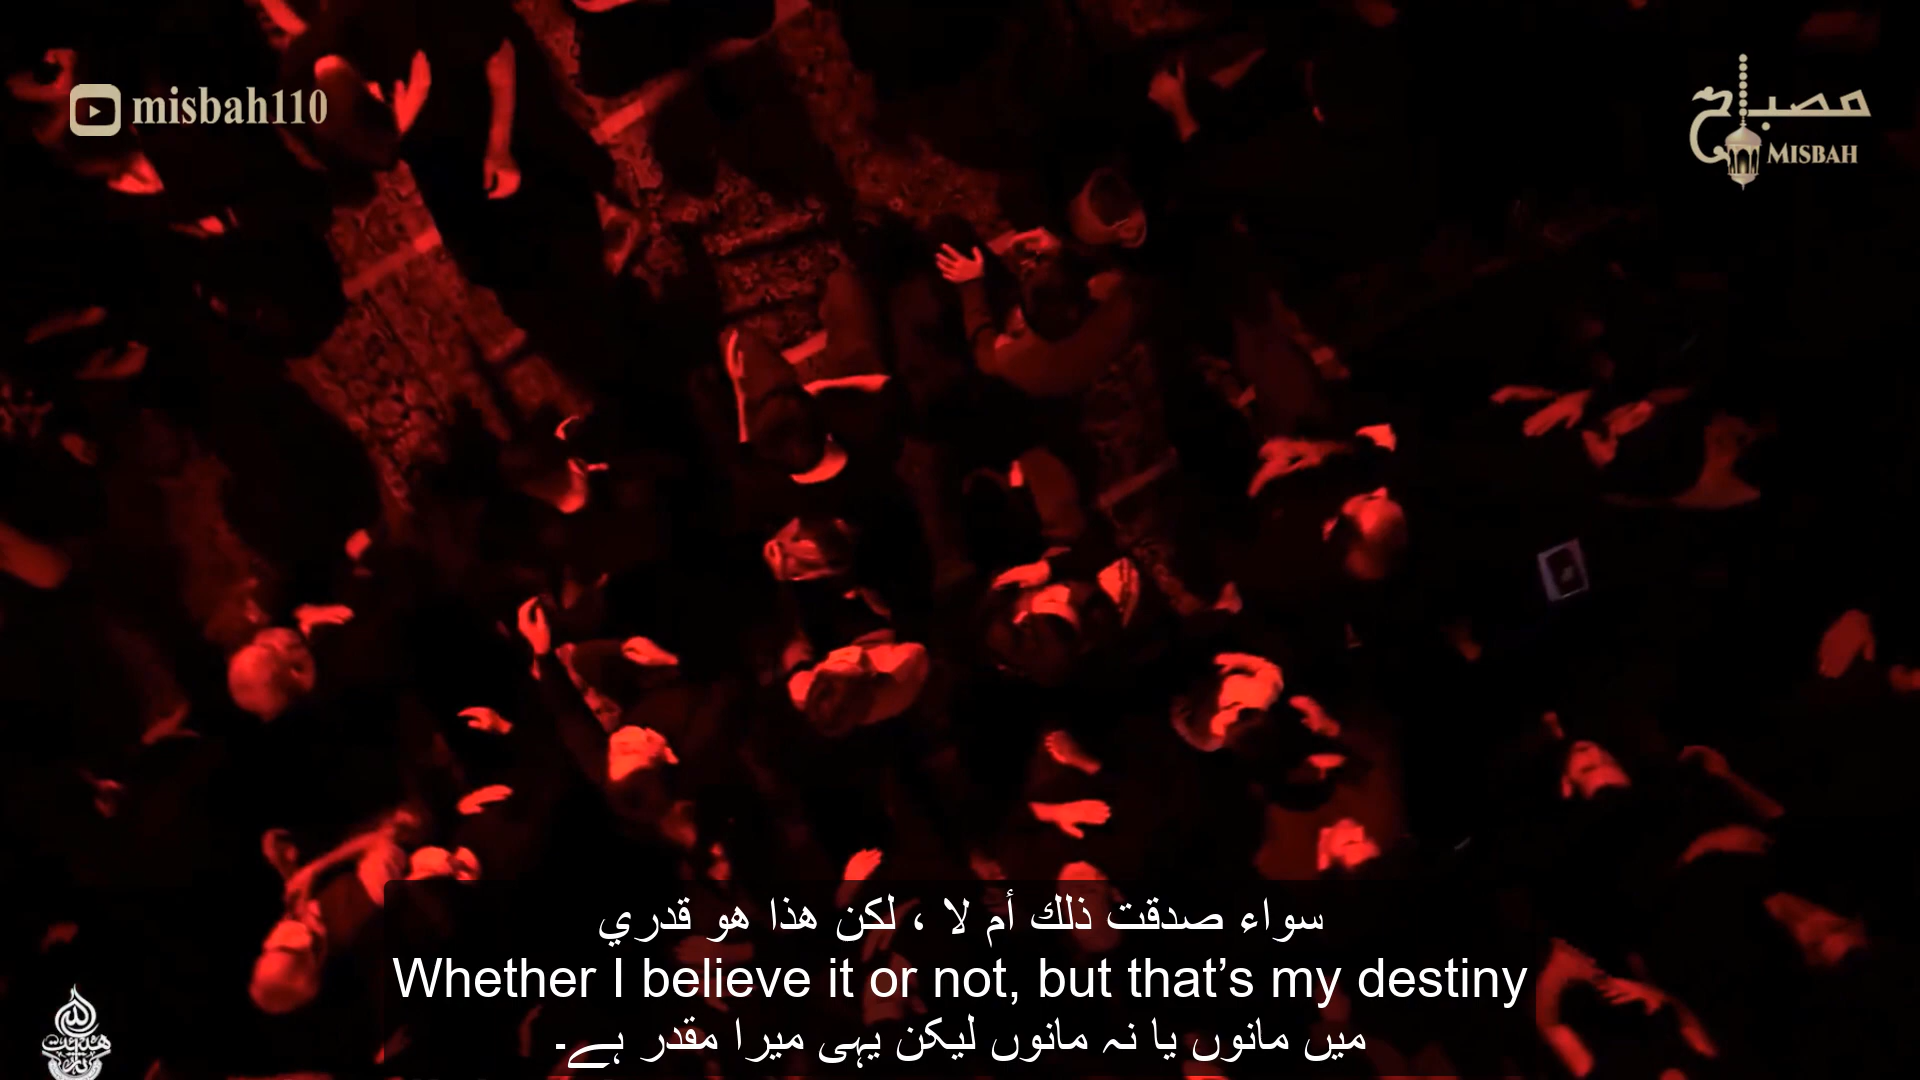 misbah110
مصباح
MISBAH
سواء صدقت ذلك أم لا ، لكن هذا هو قدري
Whether I believe it or not, but that’s my destiny
میں مانوں یا نہ مانوں لیکن یہی میرا مقدر ہے۔